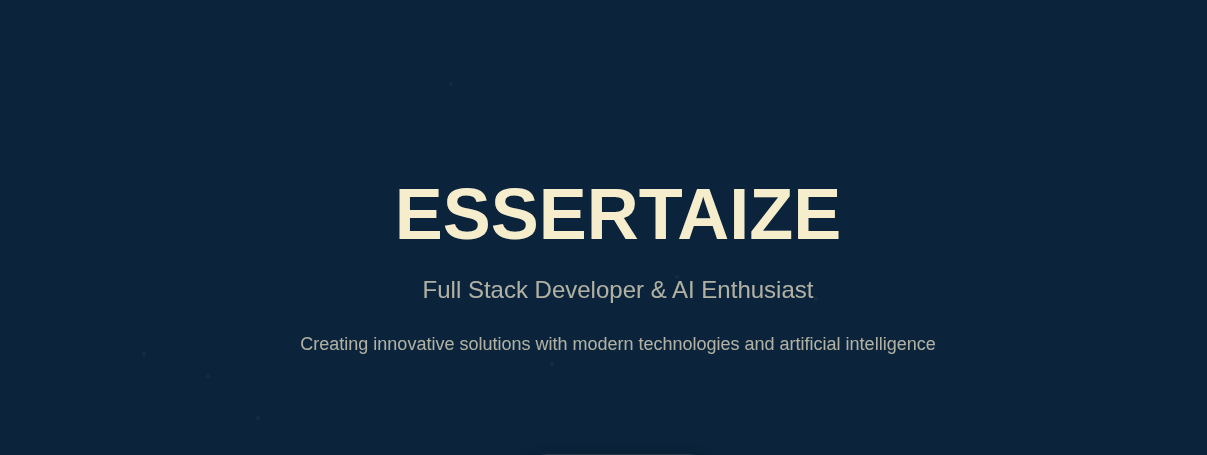 ESSERTAIZE
Full Stack Developer & AI Enthusiast
Creating innovative solutions with modern technologies and artificial intelligence